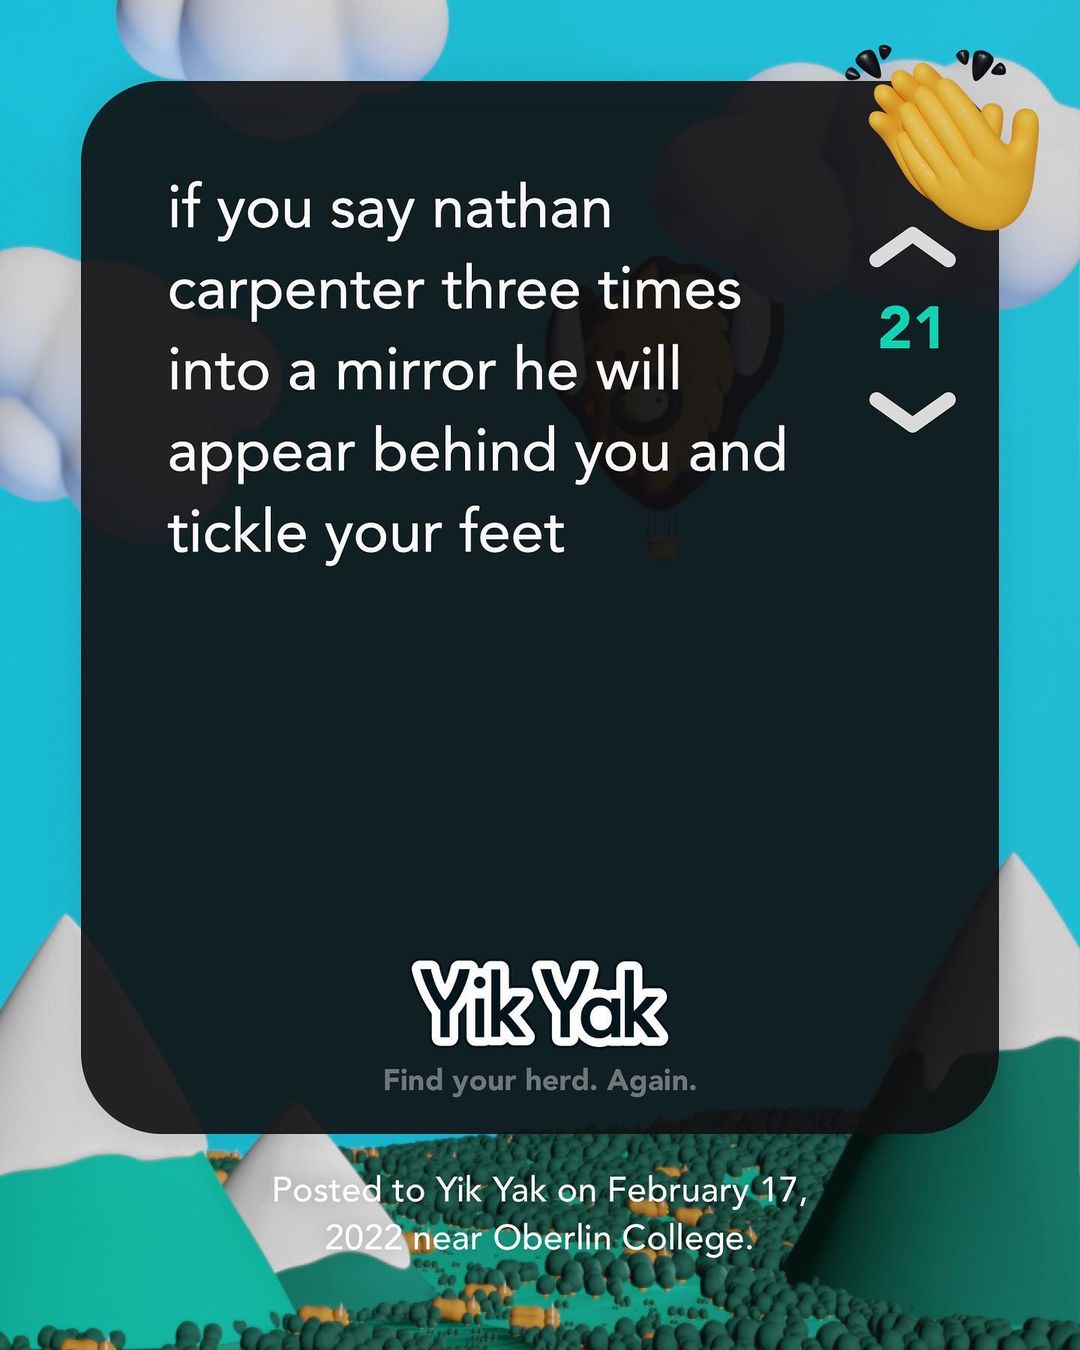 if you say nathan
carpenter three times
into a mirror he will
appear behind you and
tickle your feet
21
Yik Yak
Find your herd. Again.
Posted to Yik Yak on February 17,
2022 near Oberlin College.